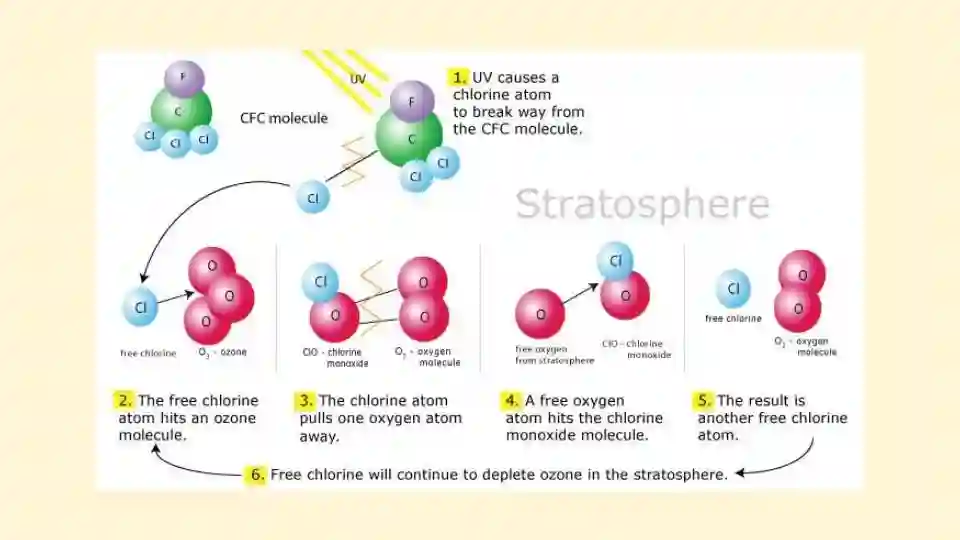 F
C
Cl
Cl
Cl
CFC molecule
UV
F
C
Cl
Cl
Cl
1. UV causes a
chlorine atom
to break way from
the CFC molecule.
Stratosphere
Cl
O
O
O
free chlorine
O3 - ozone
Cl
O
O
O
ClO - chlorine
monoxide
O2 - oxygen
molecule
O
Cl
O
free oxygen
from stratosphere
ClO - chlorine
monoxide
Cl
O
O
free chlorine
O2 - oxygen
molecule
2. The free chlorine
atom hits an ozone
molecule.
3. The chlorine atom
pulls one oxygen atom
away.
4. A free oxygen
atom hits the chlorine
monoxide molecule.
5. The result is
another free chlorine
atom.
6. Free chlorine will continue to deplete ozone in the stratosphere.